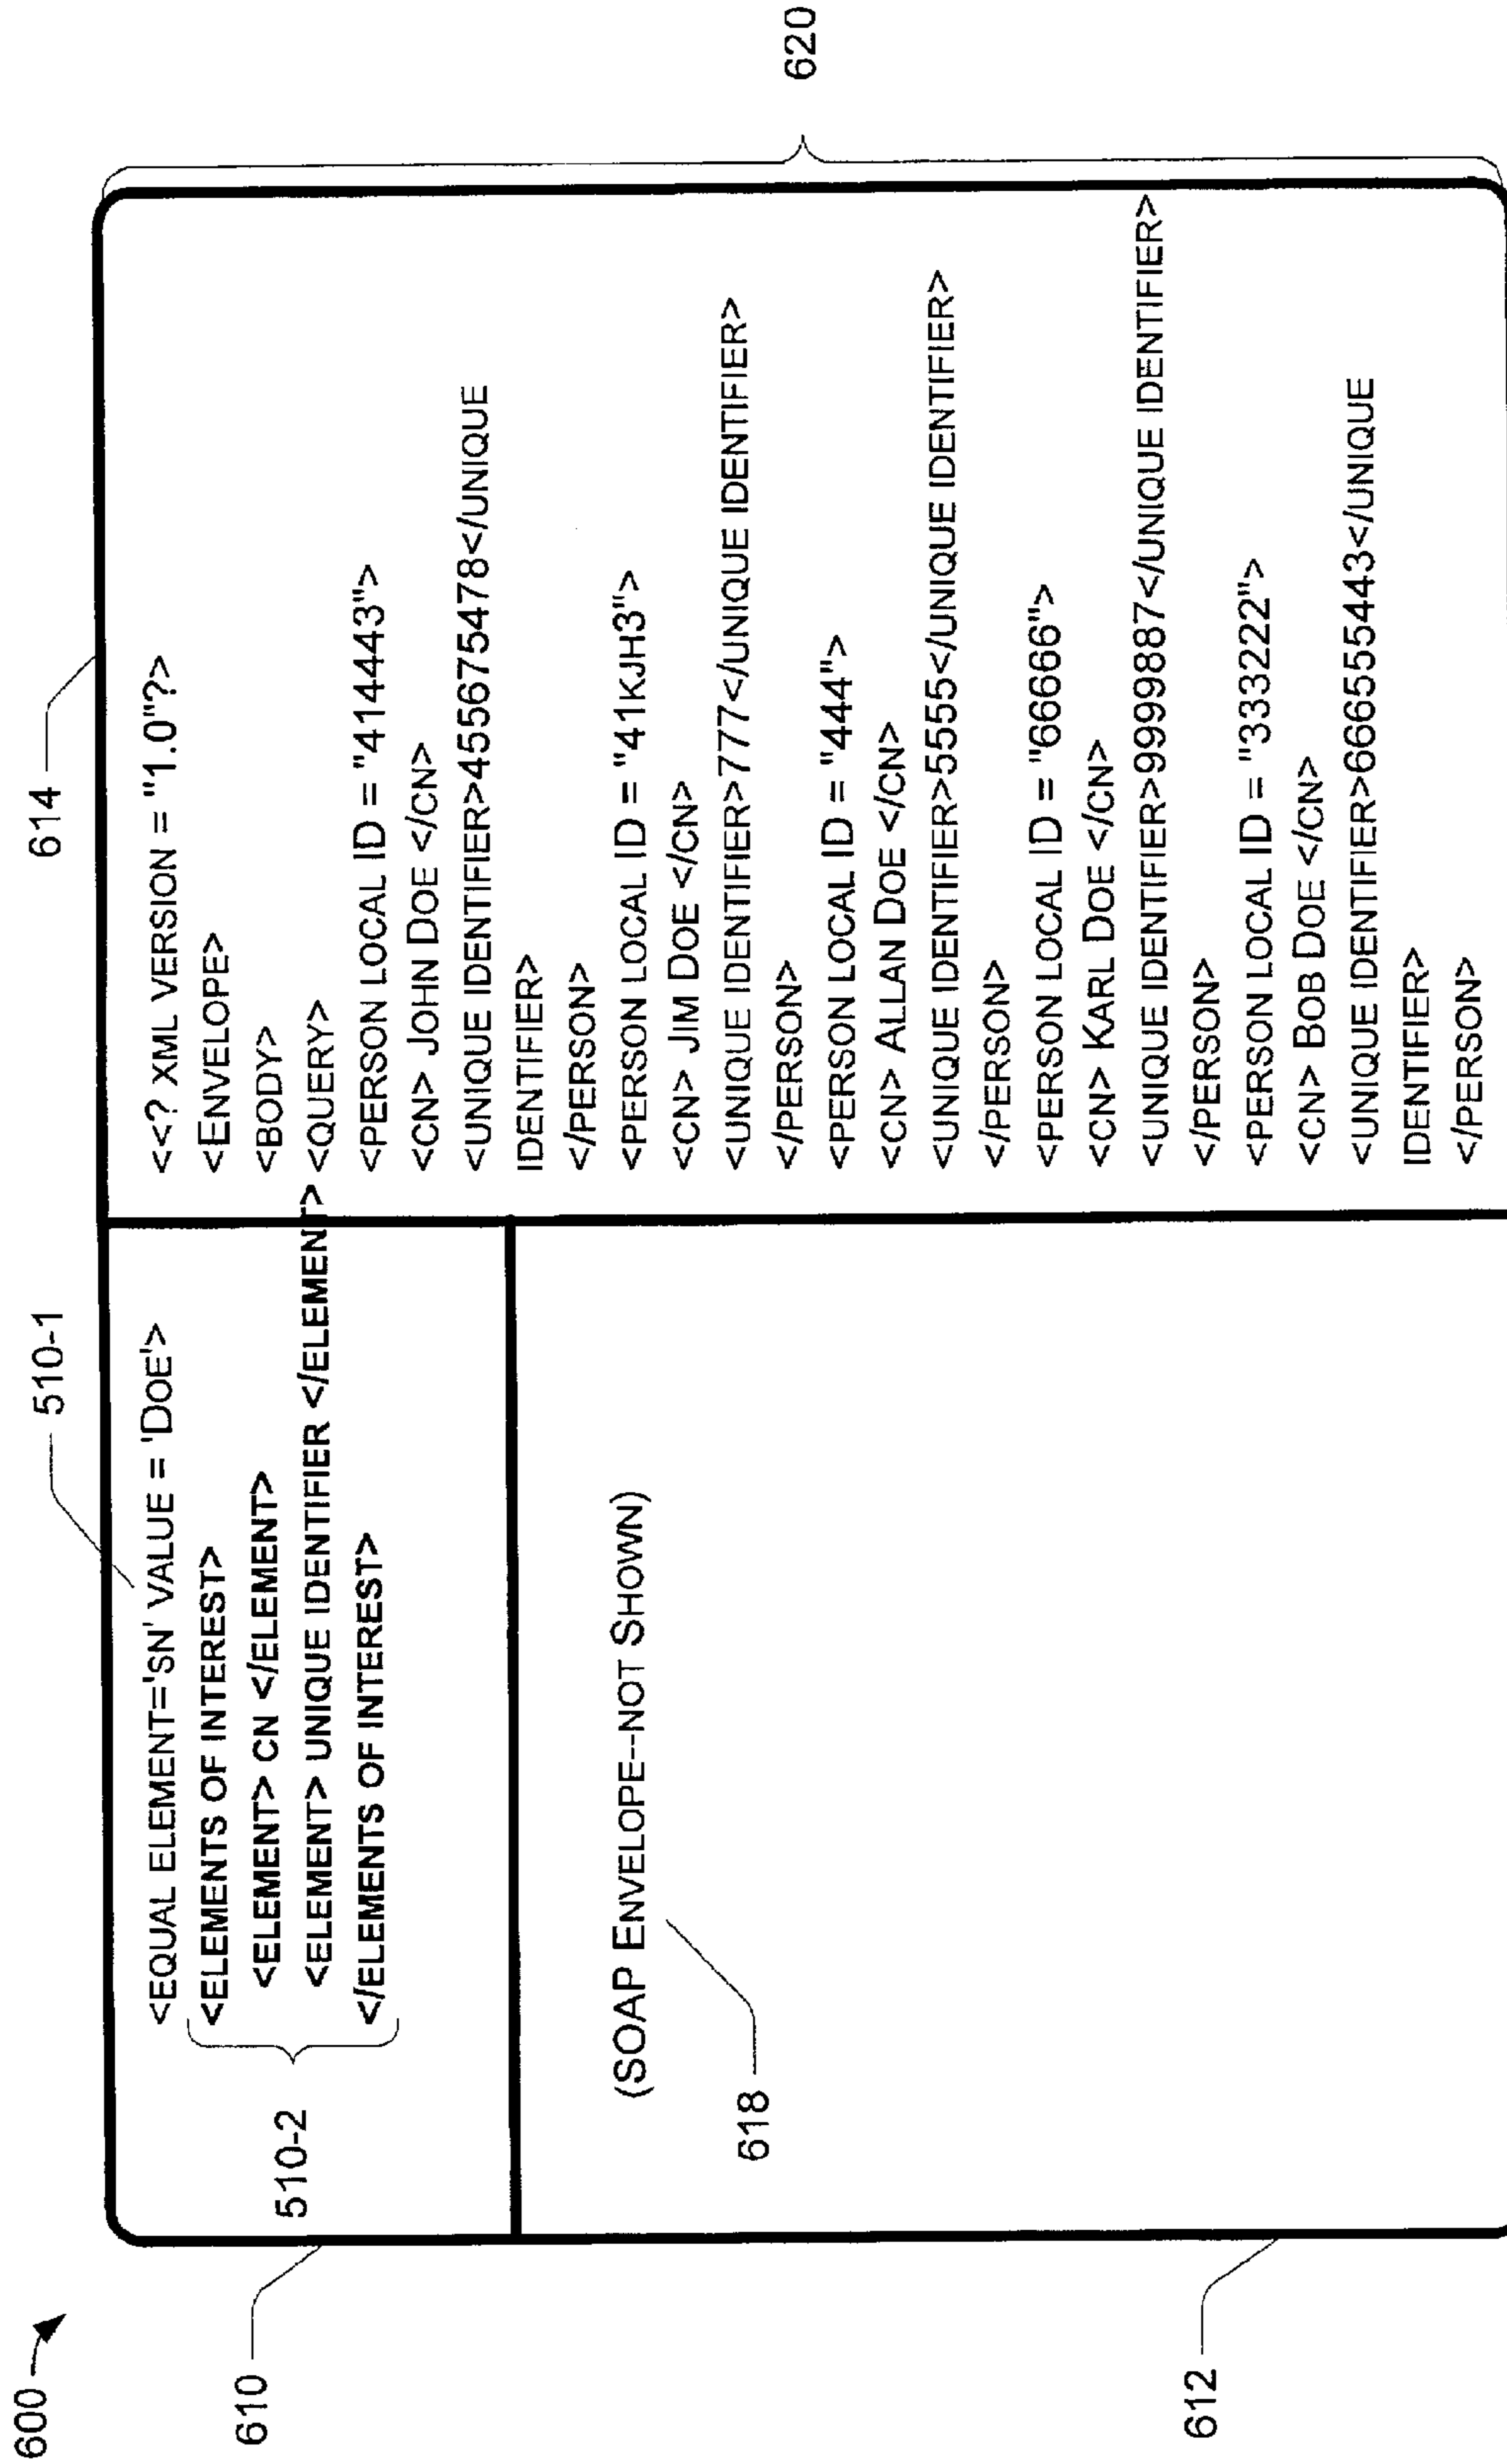 600
614
510-1
610
<EQUAL ELEMENT='SN' VALUE = 'DOE'>
<ELEMENTS OF INTEREST>
<ELEMENT> CN </ELEMENT>
<ELEMENT> UNIQUE IDENTIFIER </ELEMENT>
</ELEMENTS OF INTEREST>
510-2
(SOAP ENVELOPE--NOT SHOWN)
618
612
<<? XML VERSION = "1.0"?>
<ENVELOPE>
<BODY>
<QUERY>
<PERSON LOCAL ID = "414443">
<CN> JOHN DOE </CN>
<UNIQUE IDENTIFIER>45567547​8</UNIQUE
IDENTIFIER>
</PERSON>
<PERSON LOCAL ID = "41KJH3">
<CN> JIM DOE </CN>
<UNIQUE IDENTIFIER>777</UNIQUE IDENTIFIER>
</PERSON>
<PERSON LOCAL ID = "444">
<CN> ALLAN DOE </CN>
<UNIQUE IDENTIFIER>5555</UNIQUE IDENTIFIER>
</PERSON>
<PERSON LOCAL ID = "66666">
<CN> KARL DOE </CN>
<UNIQUE IDENTIFIER>9999887</UNIQUE IDENTIFIER>
</PERSON>
<PERSON LOCAL ID = "333222">
<CN> BOB DOE </CN>
<UNIQUE IDENTIFIER>666555443</UNIQUE
IDENTIFIER>
</PERSON>
620